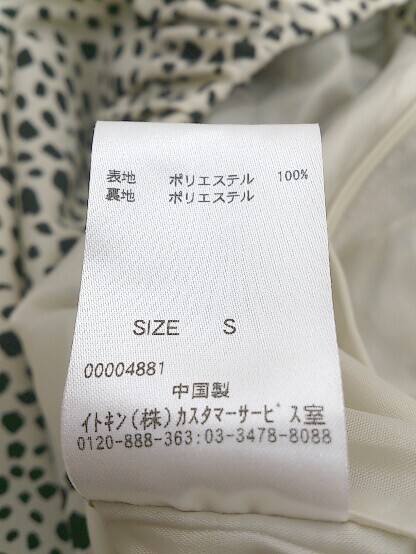 表地 ポリエステル 100%
裏地 ポリエステル
SIZE S
00004881
中国製
イトキン(株)カスタマーサービス室
0120-888-363:03-3478-8088